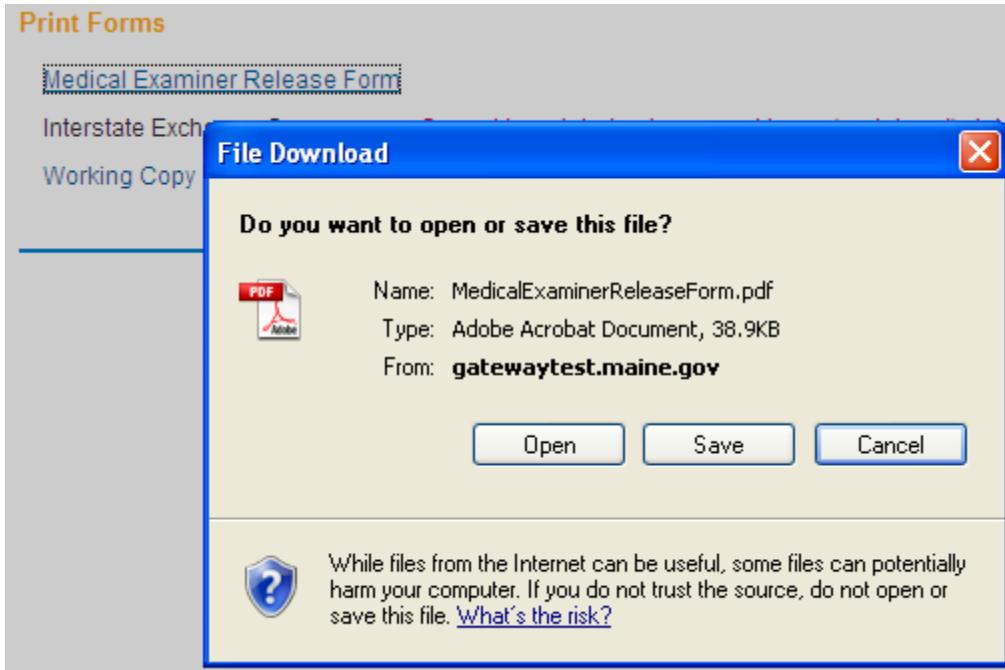 Print Forms
Medical Examiner Release Form
Interstate Exch
File Download
Working Copy
Do you want to open or save this file?
PDF
Adobe
Name: MedicalExaminerReleaseForm.pdf
Type: Adobe Acrobat Document, 38.9KB
From: gatewaytest.maine.gov
Open Save Cancel
While files from the Internet can be useful, some files can potentially
harm your computer. If you do not trust the source, do not open or
save this file. What's the risk?